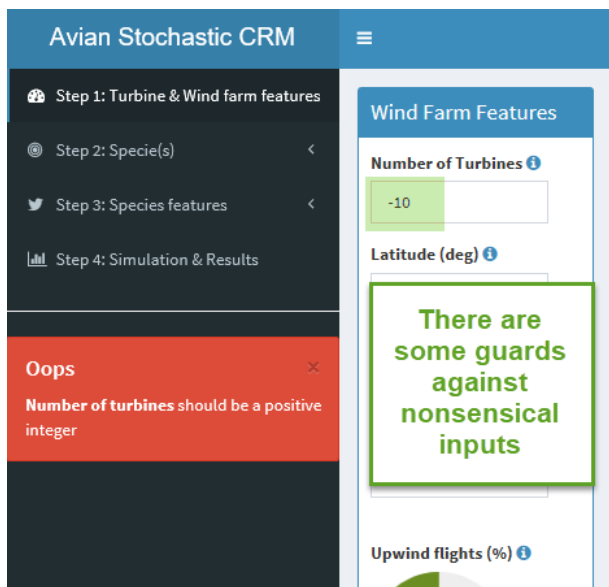 Avian Stochastic CRM
Step 1: Turbine & Wind farm features
Step 2: Specie(s)
Step 3: Species features
Step 4: Simulation & Results
Oops
×
Number of turbines should be a positive
integer
Wind Farm Features
Number of Turbines
-10
Latitude (deg)
There are
some guards
against
nonsensical
inputs
Upwind flights (%)